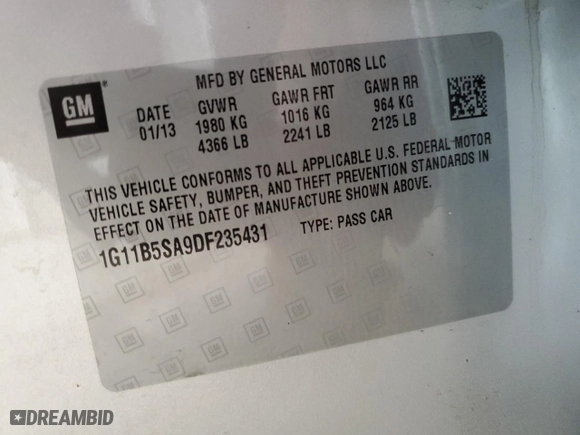 MFD BY GENERAL MOTORS LLC
GM
DATE GVWR GAWR FRT GAWR RR
01/13 1980 KG 1016 KG 964 KG
4366 LB 2241 LB 2125 LB
THIS VEHICLE CONFORMS TO ALL APPLICABLE U.S. FEDERAL MOTOR
VEHICLE SAFETY, BUMPER, AND THEFT PREVENTION STANDARDS IN
EFFECT ON THE DATE OF MANUFACTURE SHOWN ABOVE.
1G11B5SA9DF235431 TYPE: PASS CAR
DREAMBID